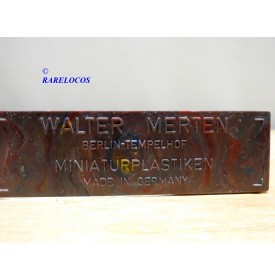 ©
RARELOCOS
WALTER MERTEN
BERLIN-TEMPELHOF
MINIATURPLASTIKEN
MADE IN GERMANY